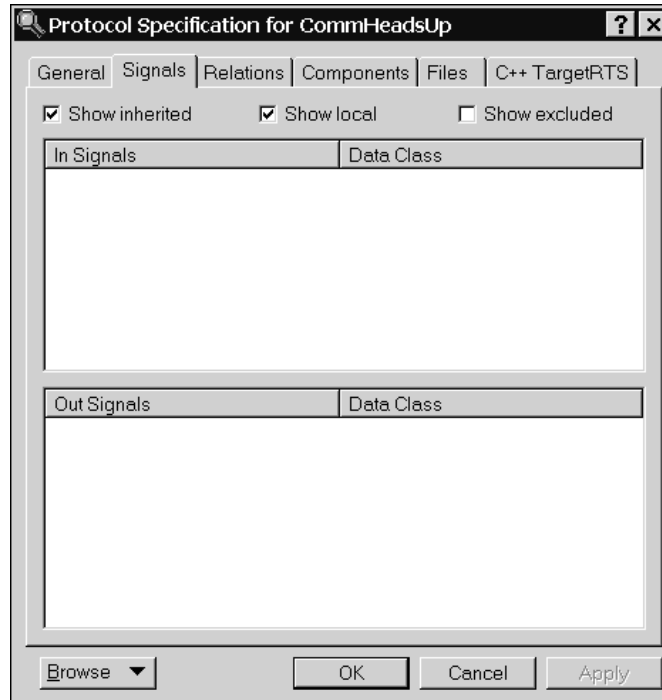 Protocol Specification for CommHeadsUp
General Signals Relations Components Files C++ TargetRTS
Show inherited Show local Show excluded
In Signals Data Class
Out Signals Data Class
Browse OK Cancel Apply